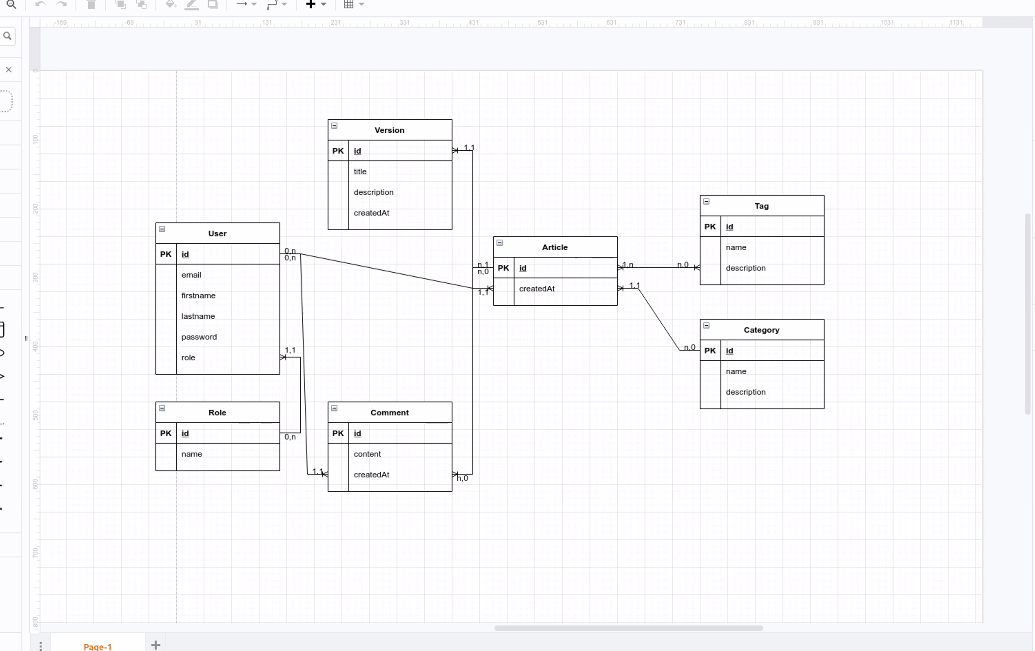 Version
PK id
title
description
createdAt
1,1
User
PK id
email
firstname
lastname
password
role
0,n
0,n
1,1
Role
PK id
name
0,n
Comment
PK id
content
createdAt
1,1
n,0
Article
PK id
createdAt
n,1
n,0
1,1
1,n
n,0
1,1
n,0
Tag
PK id
name
description
Category
PK id
name
description
Page-1